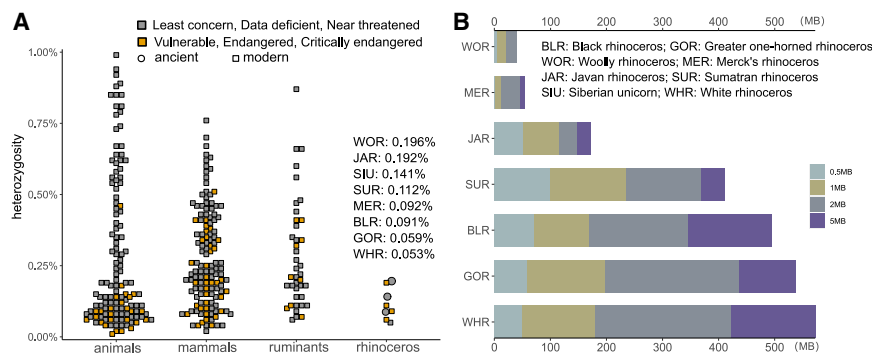 A
Least concern, Data deficient, Near threatened
Vulnerable, Endangered, Critically endangered
ancient modern
heterozygosity
1.00%
0.75%
0.50%
0.25%
0.00%
WOR: 0.196%
JAR: 0.192%
SIU: 0.141%
SUR: 0.112%
MER: 0.092%
BLR: 0.091%
GOR: 0.059%
WHR: 0.053%
animals mammals ruminants rhinoceros
B
0 100 200 300 400 500 (MB)
BLR: Black rhinoceros; GOR: Greater one-horned rhinoceros
WOR: Woolly rhinoceros; MER: Merck's rhinoceros
JAR: Javan rhinoceros; SUR: Sumatran rhinoceros
SIU: Siberian unicorn; WHR: White rhinoceros
WOR
MER
JAR
SUR
BLR
GOR
WHR
0.5MB
1MB
2MB
5MB
0 100 200 300 400 500 (MB)